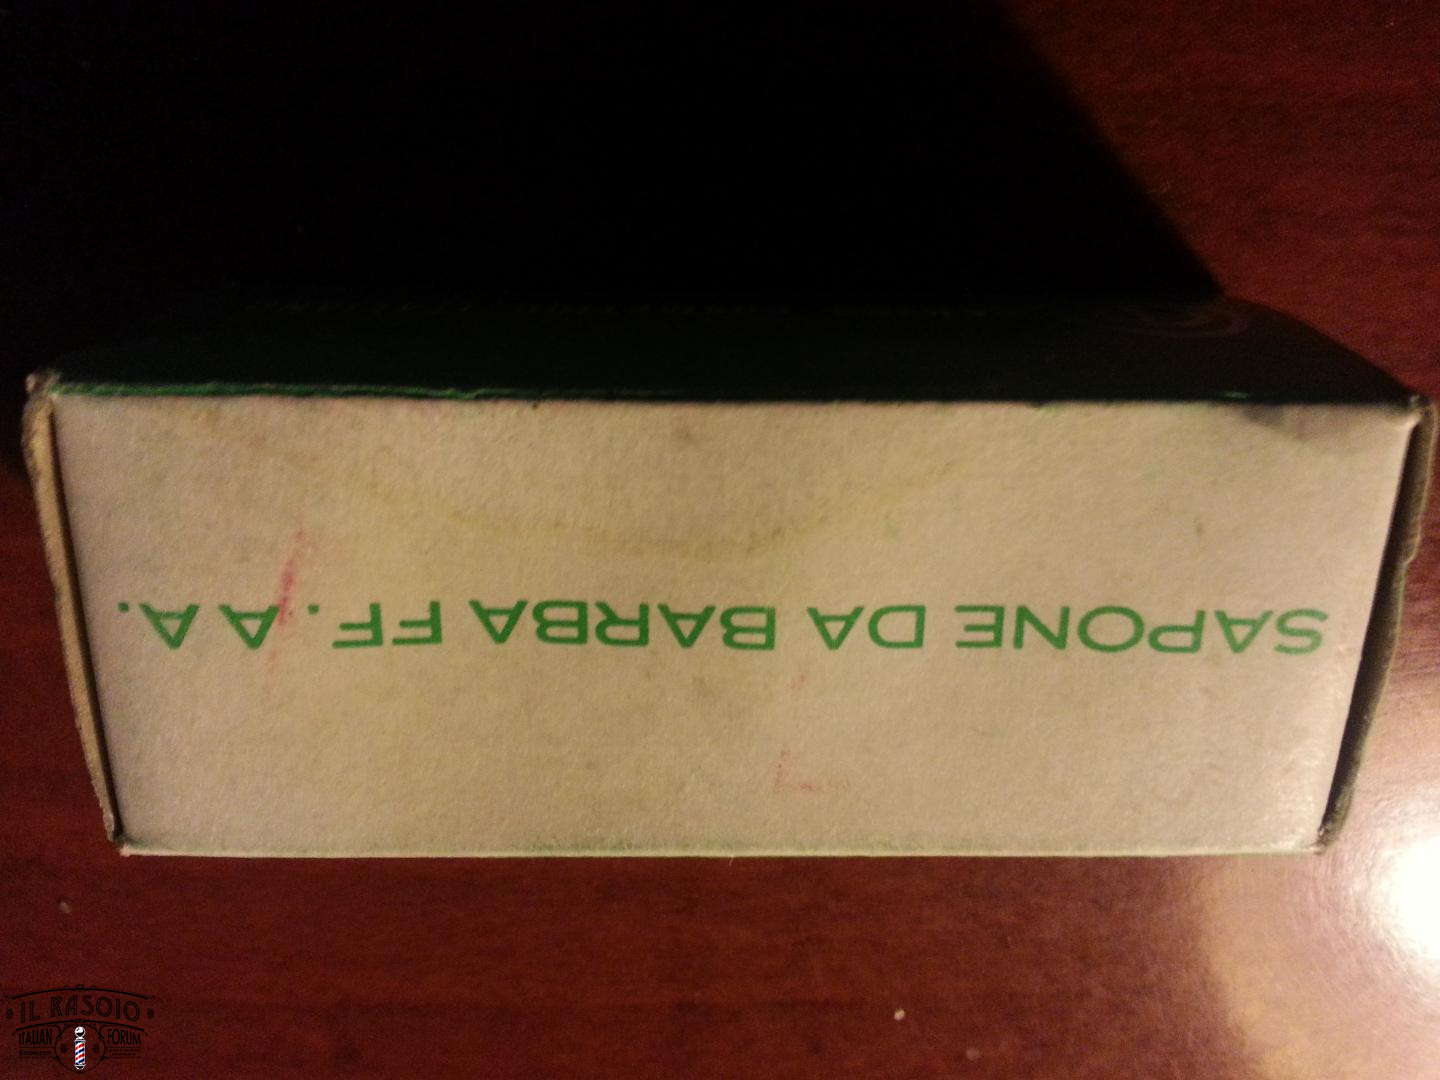 SAPONE DA BARBA FF. A A.
IL RASOIO
ITALIAN FORUM